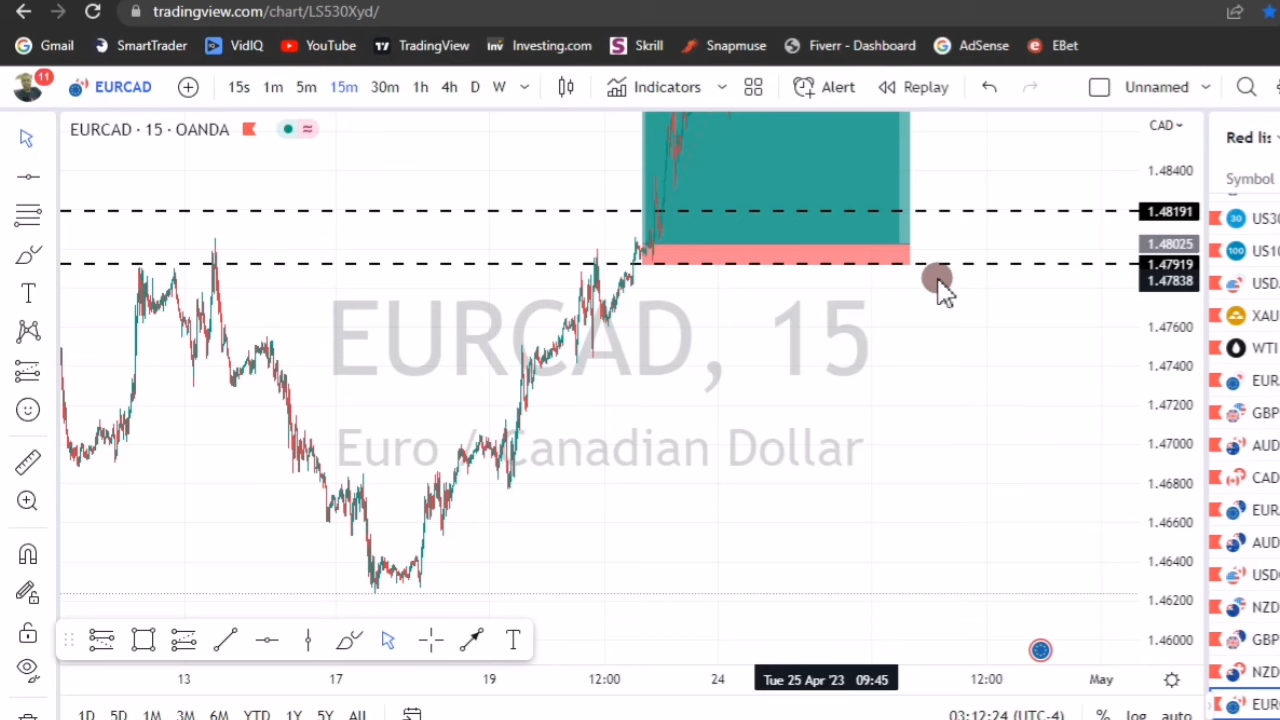 tradingview.com/chart/LS530Xyd/
Gmail SmartTrader VidIQ YouTube TradingView Investing.com Skrill Snapmuse Fiverr - Dashboard AdSense EBet
11 EURCAD 15s 1m 5m 15m 30m 1h 4h D W Indicators Alert Replay Unnamed
EURCAD · 15 · OANDA CAD Red li
Symbol
1.48400
1.48191
1.48025
1.47919
1.47838
1.47600
1.47400
1.47200
1.47000
1.46800
1.46600
1.46400
1.46200
1.46000
EURCAD, 15
Euro / Canadian Dollar
30 US30
100 US10
USD
XAU
WTI
EUR
GBP
AUD
CAD
EUR
AUD
USD
NZD
GBP
NZD
EUR
T
T
13 17 19 12:00 24 Tue 25 Apr '23 09:45 12:00 May
1D 5D 1M 3M 6M YTD 1Y 5Y All 03:12:24 (UTC-4) % log auto